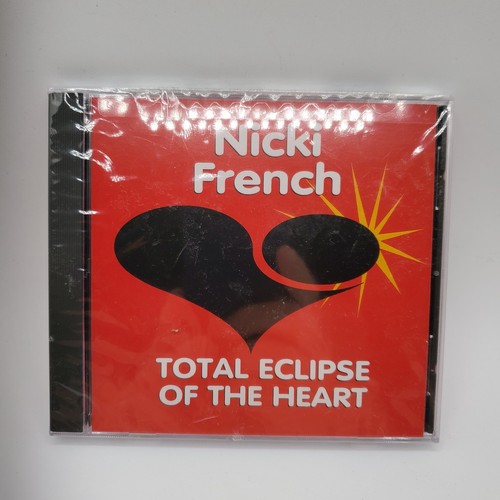 Nicki
French
TOTAL ECLIPSE
OF THE HEART